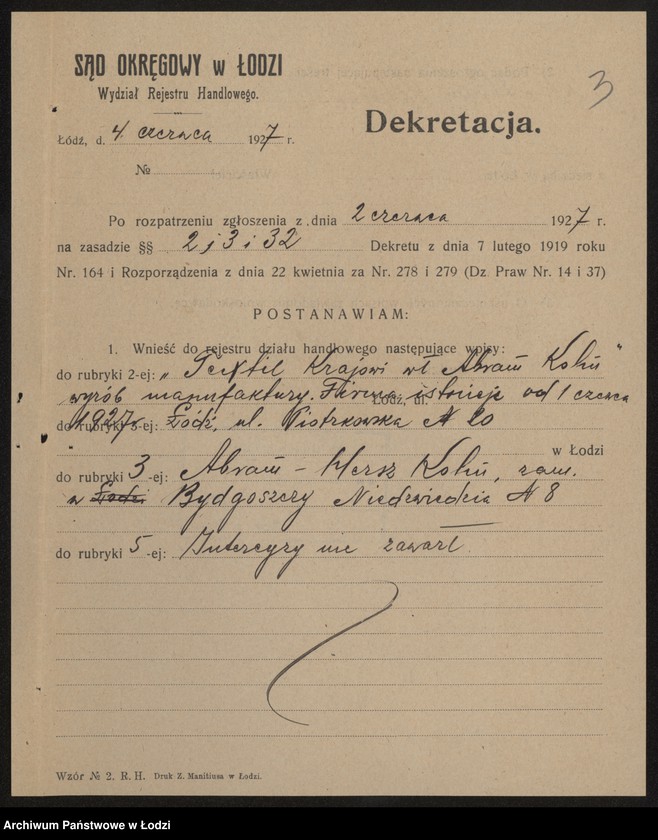 SĄD OKRĘGOWY w ŁODZI
Wydział Rejestru Handlowego.
3
Dekretacja.
Łódź, d. 4 czerwca 1927 r.
№
Po rozpatrzeniu zgłoszenia z dnia 2 czerwca 1927 r.
na zasadzie §§ 2, 3 i 32 Dekretu z dnia 7 lutego 1919 roku
Nr. 164 i Rozporządzenia z dnia 22 kwietnia za Nr. 278 i 279 (Dz. Praw Nr. 14 i 37)
POSTANAWIAM:
1. Wnieść do rejestru działu handlowego następujące wpisy:
do rubryki 2-ej: „Textil Krajowi wł. Abram Kohn"
wyrób manufaktury. Firma istnieje od 1 czerwca
Łódź, ul.
1927.
do rubryki 3-ej: Łódź, ul. Piotrkowska № 20
w Łodzi
do rubryki 3-ej: Abram-Hersz Kohn, zam.
w Łodzi Bydgoszczy Niedźwiedzia № 8
do rubryki 5-ej: Intercyzy nie zawarł
Wzór № 2. R. H. Druk Z. Manitiusa w Łodzi.
Archiwum Państwowe w Łodzi